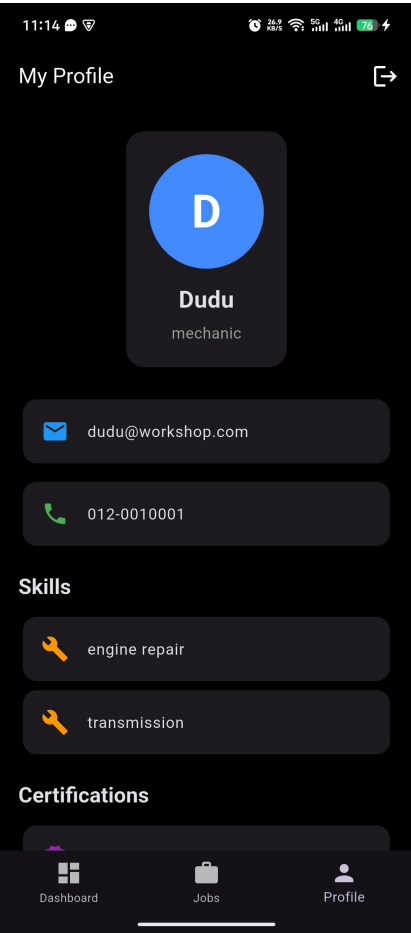 11:14
26.9
KB/S
5G
4G
76
My Profile
D
Dudu
mechanic
dudu@workshop.com
012-0010001
Skills
engine repair
transmission
Certifications
Dashboard
Jobs
Profile